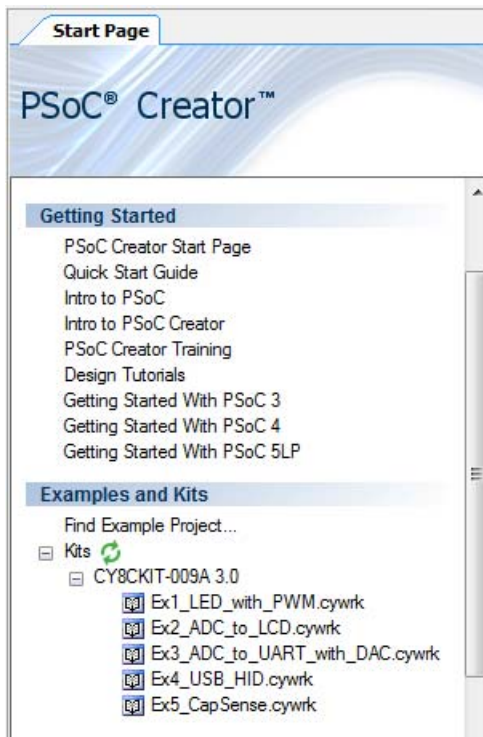 Start Page
PSoC® Creator™
Getting Started
PSoC Creator Start Page
Quick Start Guide
Intro to PSoC
Intro to PSoC Creator
PSoC Creator Training
Design Tutorials
Getting Started With PSoC 3
Getting Started With PSoC 4
Getting Started With PSoC 5LP
Examples and Kits
Find Example Project...
Kits
CY8CKIT-009A 3.0
Ex1_LED_with_PWM.cywrk
Ex2_ADC_to_LCD.cywrk
Ex3_ADC_to_UART_with_DAC.cywrk
Ex4_USB_HID.cywrk
Ex5_CapSense.cywrk